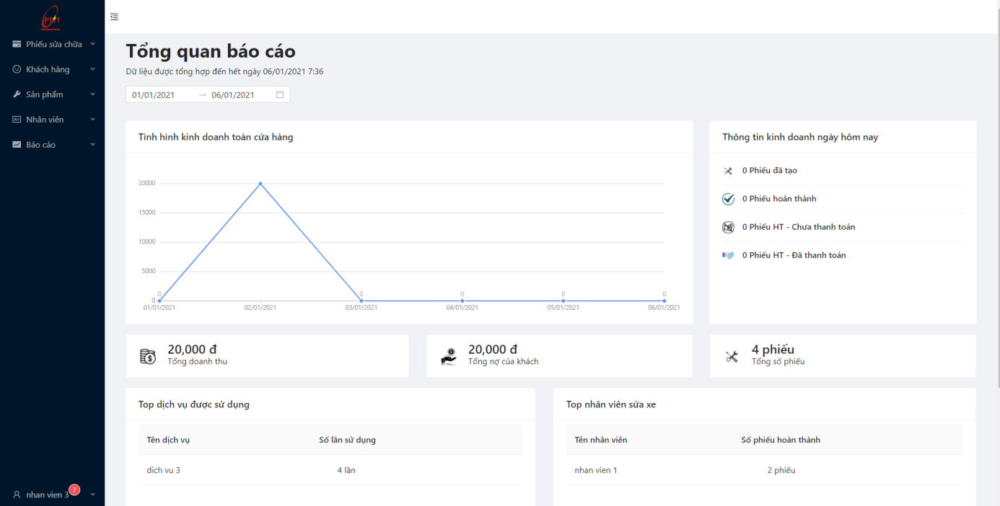 PTIT
Phiếu sửa chữa
Khách hàng
Sản phẩm
Nhân viên
Báo cáo
nhan vien 3
7
Tổng quan báo cáo
Dữ liệu được tổng hợp đến hết ngày 06/01/2021 7:36
01/01/2021 → 06/01/2021
Tình hình kinh doanh toàn cửa hàng
20000
15000
10000
5000
0
0 0 0 0 0
01/01/2021 02/01/2021 03/01/2021 04/01/2021 05/01/2021 06/01/2021
Thông tin kinh doanh ngày hôm nay
0 Phiếu đã tạo
0 Phiếu hoàn thành
0 Phiếu HT - Chưa thanh toán
0 Phiếu HT - Đã thanh toán
20,000 đ
Tổng doanh thu
20,000 đ
Tổng nợ của khách
4 phiếu
Tổng số phiếu
Top dịch vụ được sử dụng
Tên dịch vụ Số lần sử dụng
dich vu 3 4 lần
Top nhân viên sửa xe
Tên nhân viên Số phiếu hoàn thành
nhan vien 1 2 phiếu